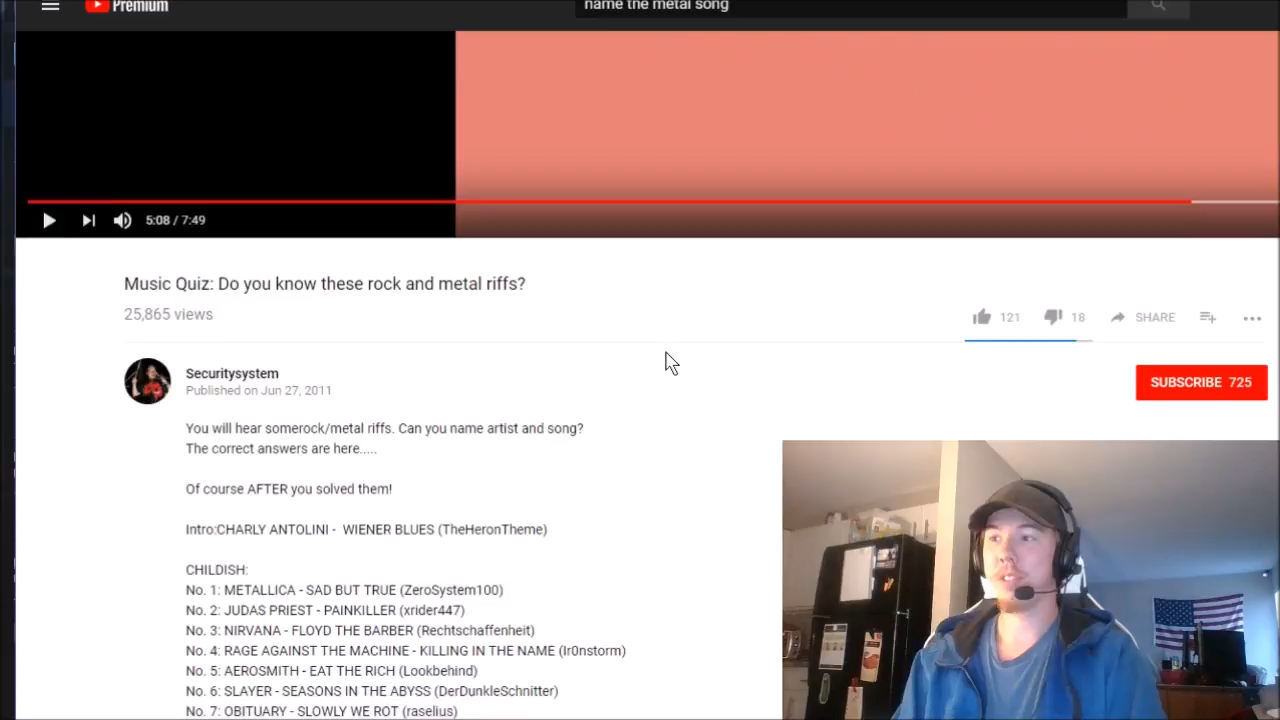 Premium
name the metal song
5:08 / 7:49
Music Quiz: Do you know these rock and metal riffs?
25,865 views
121
18
SHARE
Securitysystem
Published on Jun 27, 2011
SUBSCRIBE 725
You will hear somerock/metal riffs. Can you name artist and song?
The correct answers are here.....
Of course AFTER you solved them!
Intro:CHARLY ANTOLINI - WIENER BLUES (TheHeronTheme)
CHILDISH:
No. 1: METALLICA - SAD BUT TRUE (ZeroSystem100)
No. 2: JUDAS PRIEST - PAINKILLER (xrider447)
No. 3: NIRVANA - FLOYD THE BARBER (Rechtschaffenheit)
No. 4: RAGE AGAINST THE MACHINE - KILLING IN THE NAME (Ir0nstorm)
No. 5: AEROSMITH - EAT THE RICH (Lookbehind)
No. 6: SLAYER - SEASONS IN THE ABYSS (DerDunkleSchnitter)
No. 7: OBITUARY - SLOWLY WE ROT (raselius)